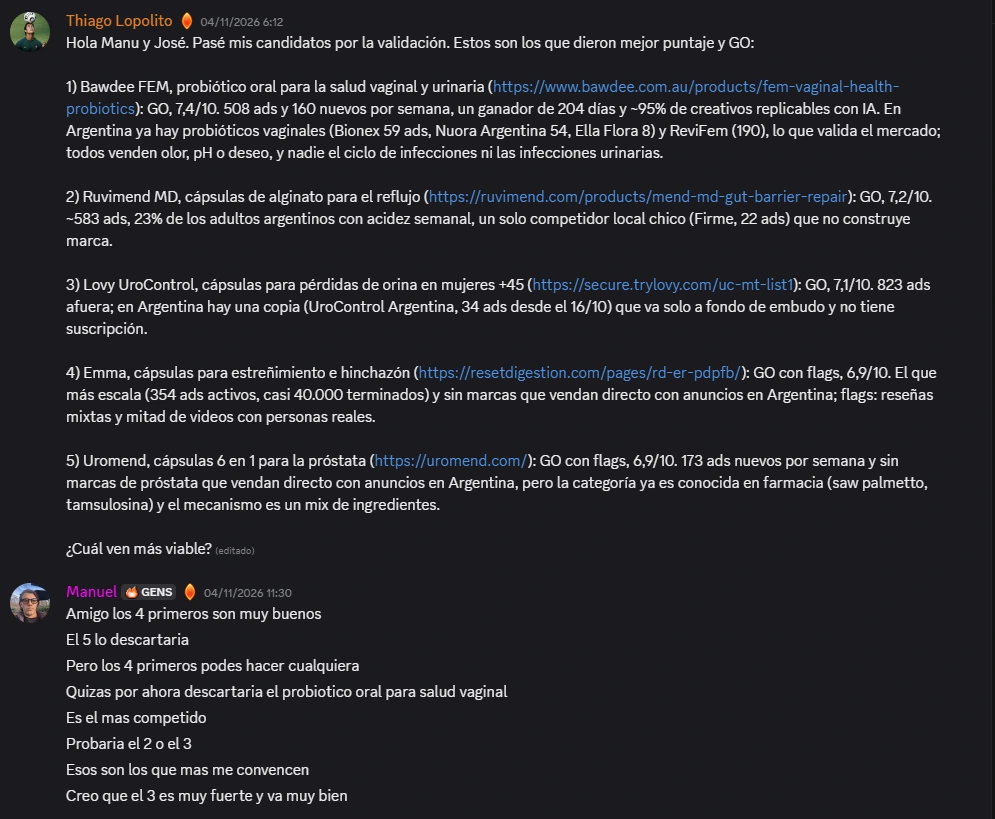 Thiago Lopolito 04/11/2026 6:12
Hola Manu y José. Pasé mis candidatos por la validación. Estos son los que dieron mejor puntaje y GO:
1) Bawdee FEM, probiótico oral para la salud vaginal y urinaria (https://www.bawdee.com.au/products/fem-vaginal-health-
probiotics): GO, 7,4/10. 508 ads y 160 nuevos por semana, un ganador de 204 días y ~95% de creativos replicables con IA. En
Argentina ya hay probióticos vaginales (Bionex 59 ads, Nuora Argentina 54, Ella Flora 8) y ReviFem (190), lo que valida el mercado;
todos venden olor, pH o deseo, y nadie el ciclo de infecciones ni las infecciones urinarias.
2) Ruvimend MD, cápsulas de alginato para el reflujo (https://ruvimend.com/products/mend-md-gut-barrier-repair): GO, 7,2/10.
~583 ads, 23% de los adultos argentinos con acidez semanal, un solo competidor local chico (Firme, 22 ads) que no construye
marca.
3) Lovy UroControl, cápsulas para pérdidas de orina en mujeres +45 (https://secure.trylovy.com/uc-mt-list1): GO, 7,1/10. 823 ads
afuera; en Argentina hay una copia (UroControl Argentina, 34 ads desde el 16/10) que va solo a fondo de embudo y no tiene
suscripción.
4) Emma, cápsulas para estreñimiento e hinchazón (https://resetdigestion.com/pages/rd-er-pdpfb/): GO con flags, 6,9/10. El que
más escala (354 ads activos, casi 40.000 terminados) y sin marcas que vendan directo con anuncios en Argentina; flags: reseñas
mixtas y mitad de videos con personas reales.
5) Uromend, cápsulas 6 en 1 para la próstata (https://uromend.com/): GO con flags, 6,9/10. 173 ads nuevos por semana y sin
marcas de próstata que vendan directo con anuncios en Argentina, pero la categoría ya es conocida en farmacia (saw palmetto,
tamsulosina) y el mecanismo es un mix de ingredientes.
¿Cuál ven más viable? (editado)
Manuel GENS 04/11/2026 11:30
Amigo los 4 primeros son muy buenos
El 5 lo descartaria
Pero los 4 primeros podes hacer cualquiera
Quizas por ahora descartaria el probiotico oral para salud vaginal
Es el mas competido
Probaria el 2 o el 3
Esos son los que mas me convencen
Creo que el 3 es muy fuerte y va muy bien